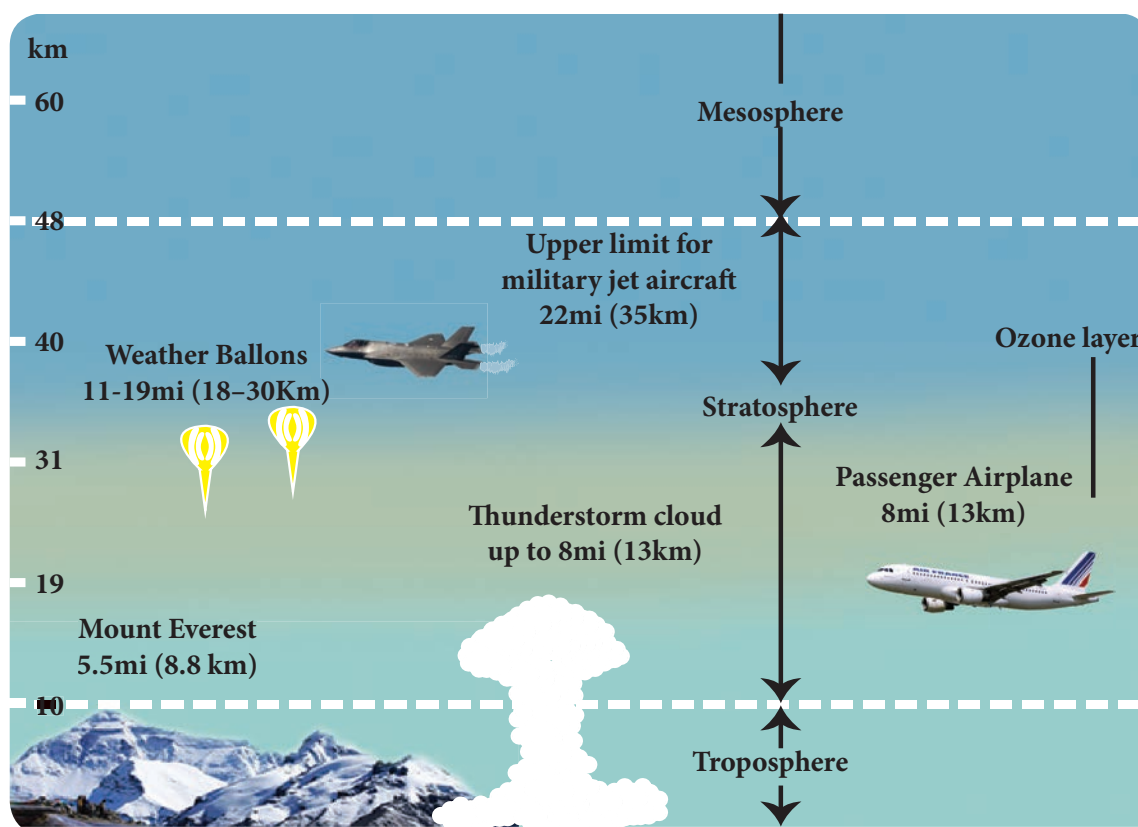 km
60
Mesosphere
48
Upper limit for
military jet aircraft
22mi (35km)
40
Ozone layer
Weather Ballons
11-19mi (18–30Km)
Stratosphere
31
Passenger Airplane
8mi (13km)
Thunderstorm cloud
up to 8mi (13km)
AIR FRANCE
19
Mount Everest
5.5mi (8.8 km)
10
Troposphere